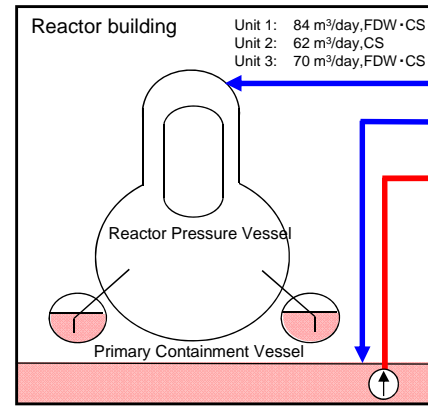 Reactor building
Unit 1: 84 m³/day,FDW・CS
Unit 2: 62 m³/day,CS
Unit 3: 70 m³/day,FDW・CS
Reactor Pressure Vessel
Primary Containment Vessel